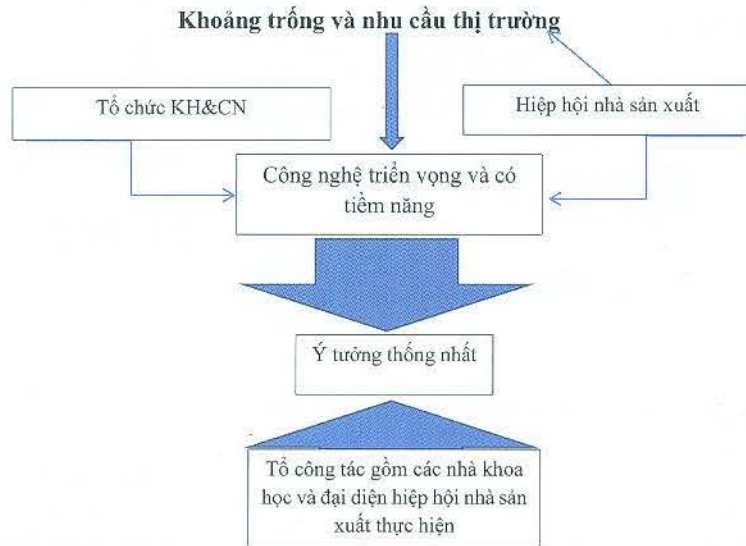 Khoảng trống và nhu cầu thị trường
Tổ chức KH&CN
Hiệp hội nhà sản xuất
Công nghệ triển vọng và có
tiềm năng
Ý tưởng thống nhất
Tổ công tác gồm các nhà khoa
học và đại diện hiệp hội nhà sản
xuất thực hiện